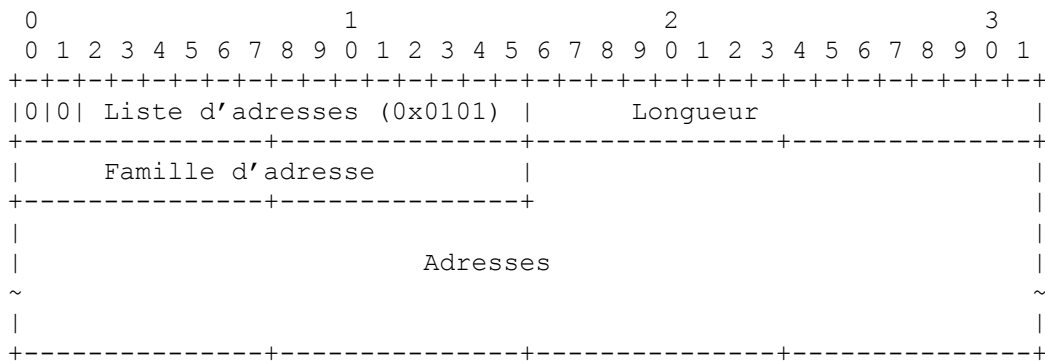 0                   1                   2                   3
 0 1 2 3 4 5 6 7 8 9 0 1 2 3 4 5 6 7 8 9 0 1 2 3 4 5 6 7 8 9 0 1
+-+-+-+-+-+-+-+-+-+-+-+-+-+-+-+-+-+-+-+-+-+-+-+-+-+-+-+-+-+-+-+-+
|0|0| Liste d’adresses (0x0101) |      Longueur                 |
+---------------+---------------+---------------+---------------+
|     Famille d’adresse         |                               |
+---------------+---------------+                               |
|                                                               |
|                         Adresses                              |
~                                                               ~
|                                                               |
+---------------+---------------+---------------+---------------+